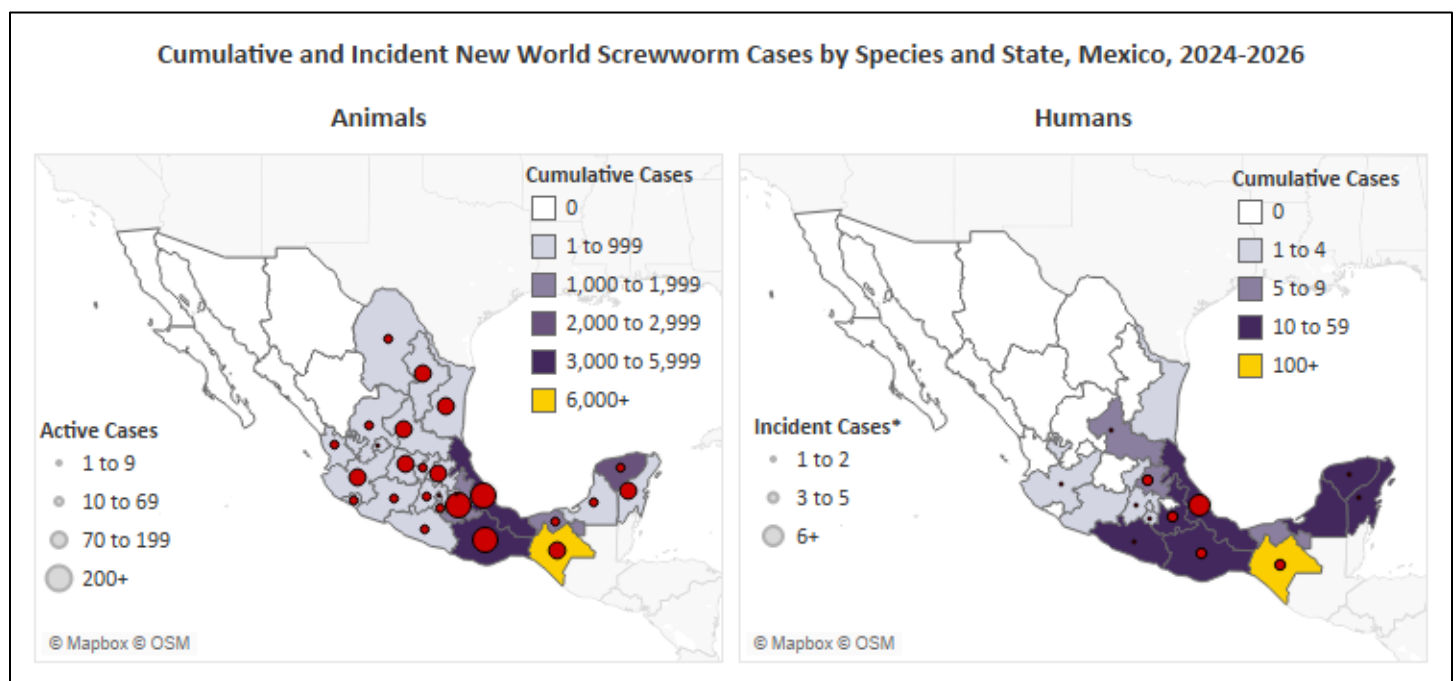 Cumulative and Incident New World Screwworm Cases by Species and State, Mexico, 2024-2026
Animals
Cumulative Cases
0
1 to 999
1,000 to 1,999
2,000 to 2,999
3,000 to 5,999
6,000+
Active Cases
1 to 9
10 to 69
70 to 199
200+
© Mapbox © OSM
Humans
Cumulative Cases
0
1 to 4
5 to 9
10 to 59
100+
Incident Cases*
1 to 2
3 to 5
6+
© Mapbox © OSM